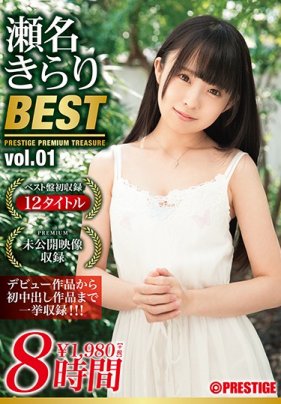 瀬名
きらり
BEST
PRESTIGE PREMIUM TREASURE
vol.01
ベスト盤初収録
12タイトル
PREMIUM
未公開映像
収録
デビュー作品から
初中出し作品まで
一挙収録!!!
¥1,980【+税】
8時間
PRESTIGE